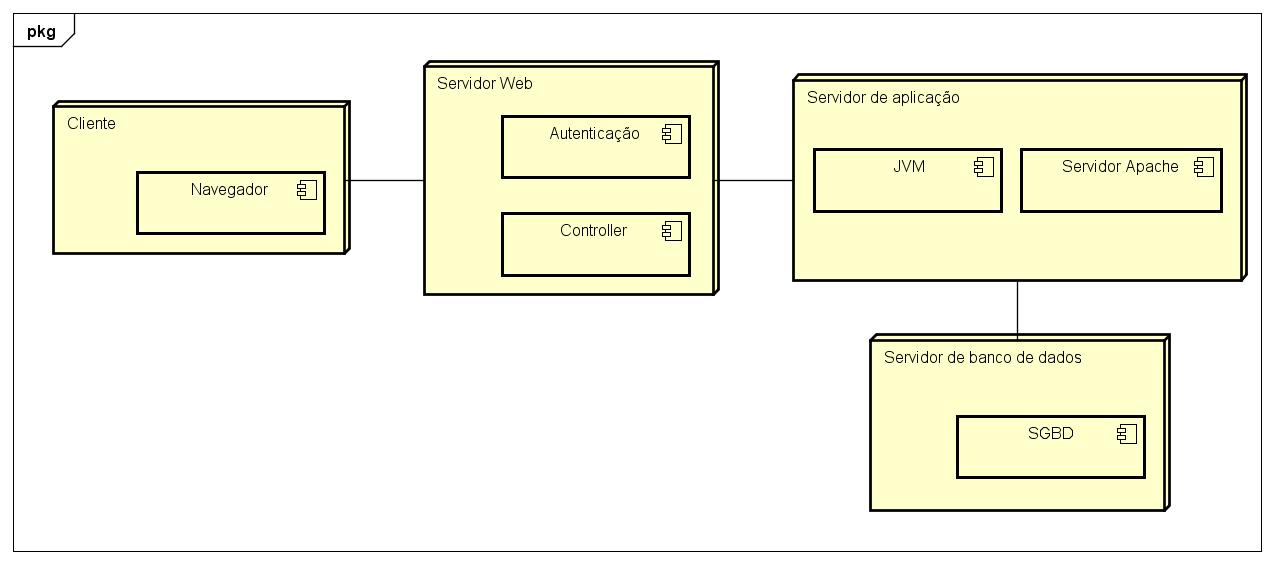 pkg
Cliente
Navegador
Servidor Web
Autenticação
Controller
Servidor de aplicação
JVM
Servidor Apache
Servidor de banco de dados
SGBD